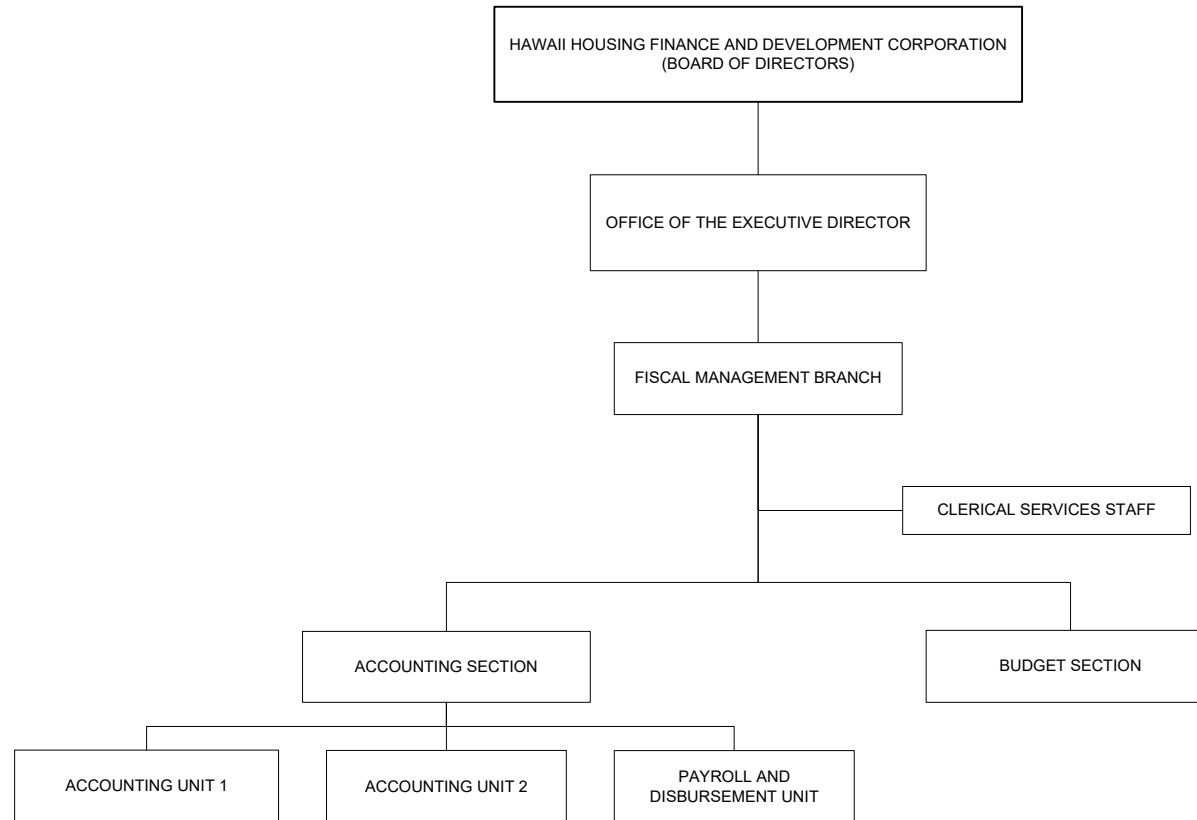 HAWAII HOUSING FINANCE AND DEVELOPMENT CORPORATION
(BOARD OF DIRECTORS)
OFFICE OF THE EXECUTIVE DIRECTOR
FISCAL MANAGEMENT BRANCH
CLERICAL SERVICES STAFF
ACCOUNTING SECTION
BUDGET SECTION
ACCOUNTING UNIT 1
ACCOUNTING UNIT 2
PAYROLL AND
DISBURSEMENT UNIT